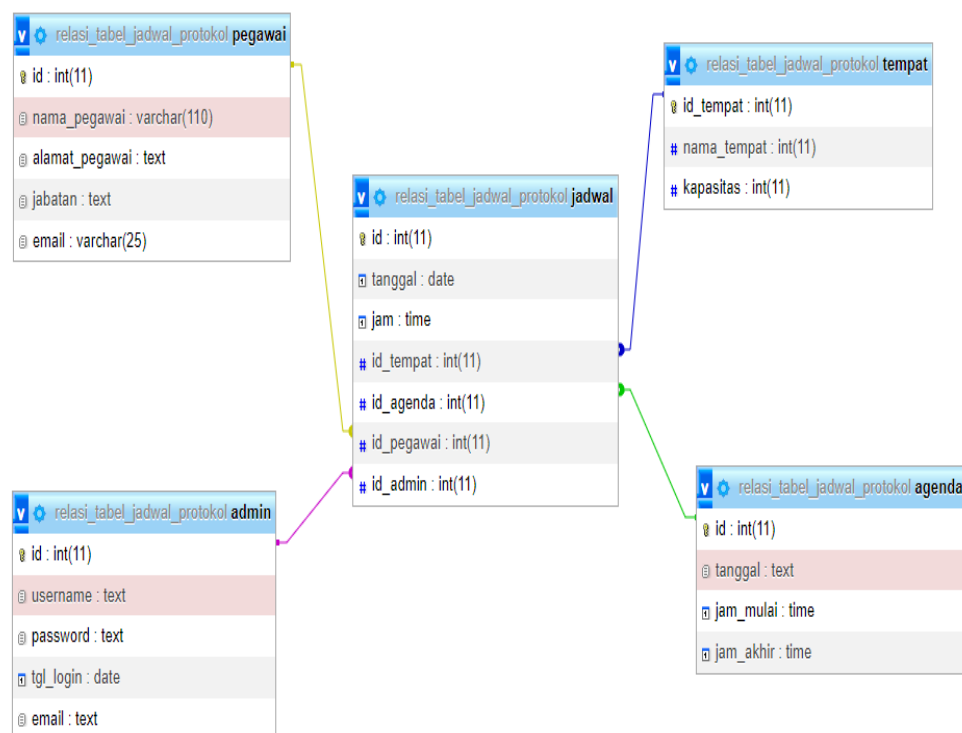 relasi_tabel_jadwal_protokol pegawai
id : int(11)
nama_pegawai : varchar(110)
alamat_pegawai : text
jabatan : text
email : varchar(25)
relasi_tabel_jadwal_protokol tempat
id_tempat : int(11)
nama_tempat : int(11)
kapasitas : int(11)
relasi_tabel_jadwal_protokol jadwal
id : int(11)
tanggal : date
jam : time
id_tempat : int(11)
id_agenda : int(11)
id_pegawai : int(11)
id_admin : int(11)
relasi_tabel_jadwal_protokol admin
id : int(11)
username : text
password : text
tgl_login : date
email : text
relasi_tabel_jadwal_protokol agenda
id : int(11)
tanggal : text
jam_mulai : time
jam_akhir : time